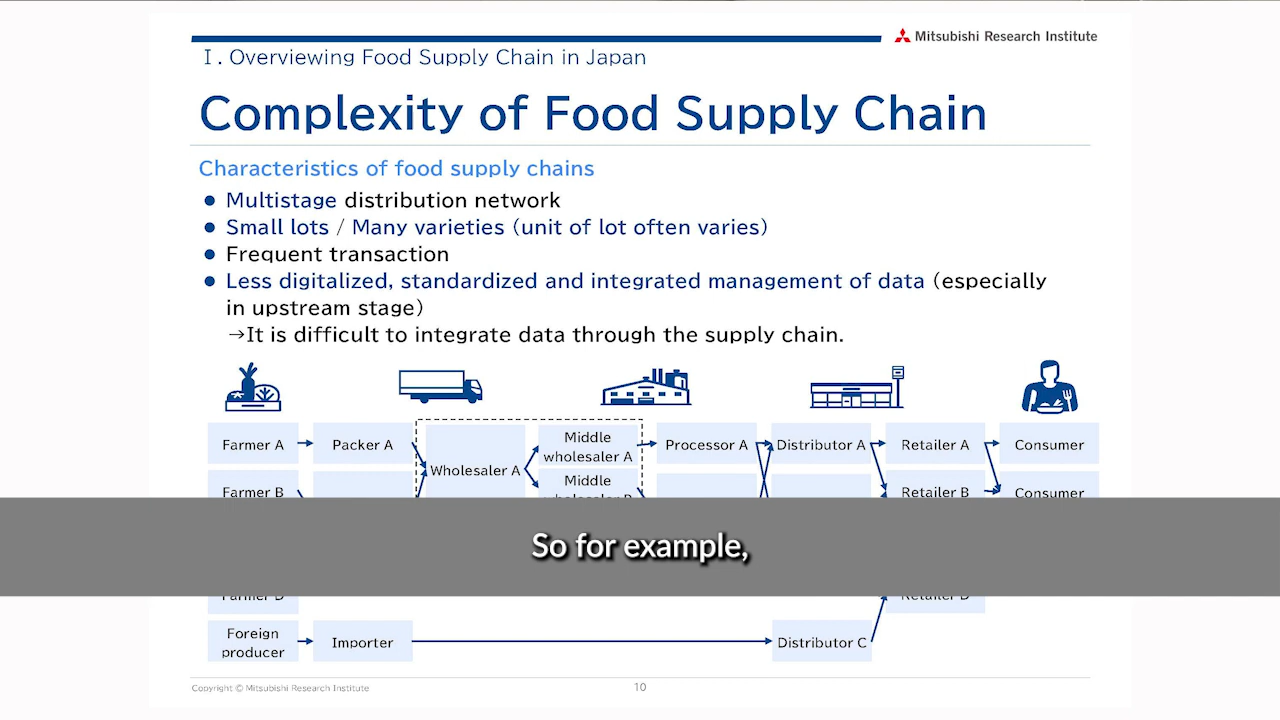 Mitsubishi Research Institute
Ⅰ. Overviewing Food Supply Chain in Japan
Complexity of Food Supply Chain
Characteristics of food supply chains
● Multistage distribution network
● Small lots / Many varieties (unit of lot often varies)
● Frequent transaction
● Less digitalized, standardized and integrated management of data (especially
in upstream stage)
→It is difficult to integrate data through the supply chain.
Farmer A
Packer A
Wholesaler A
Middle
wholesaler A
Middle
Processor A
Distributor A
Retailer A
Consumer
Farmer B
Retailer B
Consumer
So for example,
Farmer D
Retailer D
Foreign
producer
Importer
Distributor C
Copyright © Mitsubishi Research Institute
10